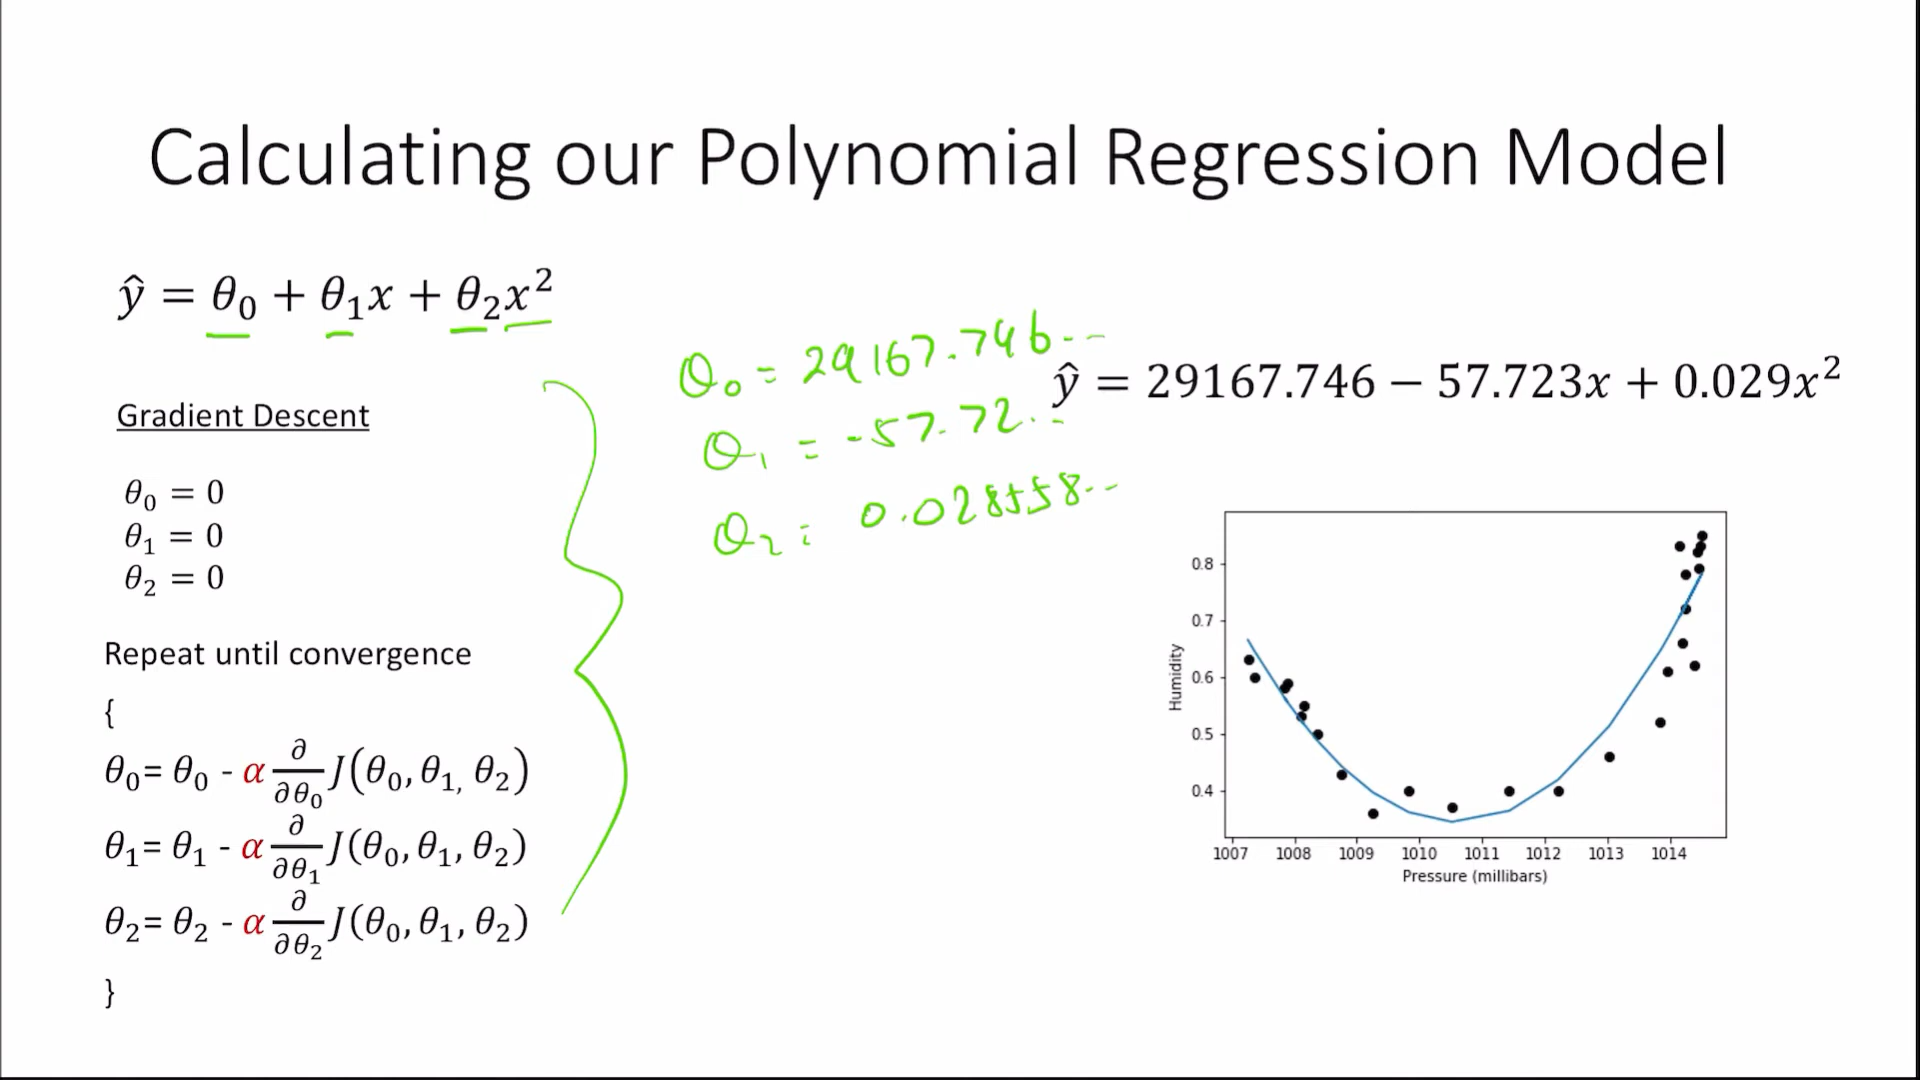 Calculating our Polynomial Regression Model
ŷ = θ₀ + θ₁x + θ₂x²
θ₀ = 29167.746...
ŷ = 29167.746 − 57.723x + 0.029x²
θ₁ = -57.72...
θ₂ = 0.028558...
Gradient Descent
θ₀ = 0
θ₁ = 0
θ₂ = 0
Repeat until convergence
{
θ₀= θ₀ - α ∂/∂θ₀ J(θ₀, θ₁, θ₂)
θ₁= θ₁ - α ∂/∂θ₁ J(θ₀, θ₁, θ₂)
θ₂= θ₂ - α ∂/∂θ₂ J(θ₀, θ₁, θ₂)
}
Humidity
0.8
0.7
0.6
0.5
0.4
1007 1008 1009 1010 1011 1012 1013 1014
Pressure (millibars)